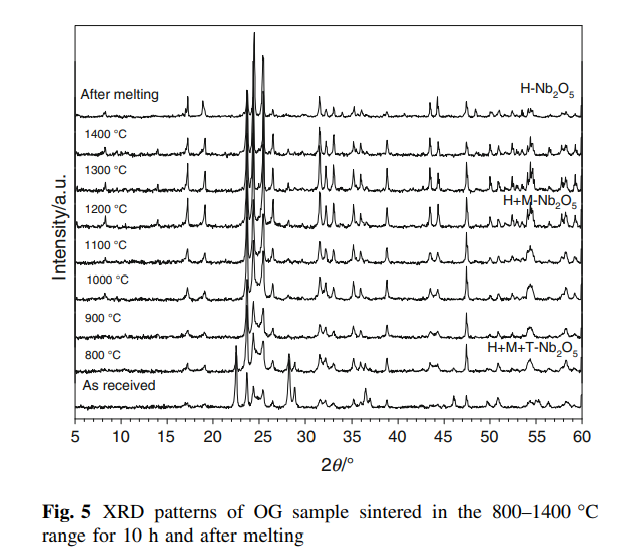 After melting
H-Nb₂O₅
1400 °C
1300 °C
1200 °C
H+M-Nb₂O₅
1100 °C
1000 °C
900 °C
H+M+T-Nb₂O₅
800 °C
As received
Intensity/a.u.
5 10 15 20 25 30 35 40 45 50 55 60
2θ/°
Fig. 5 XRD patterns of OG sample sintered in the 800–1400 °C
range for 10 h and after melting